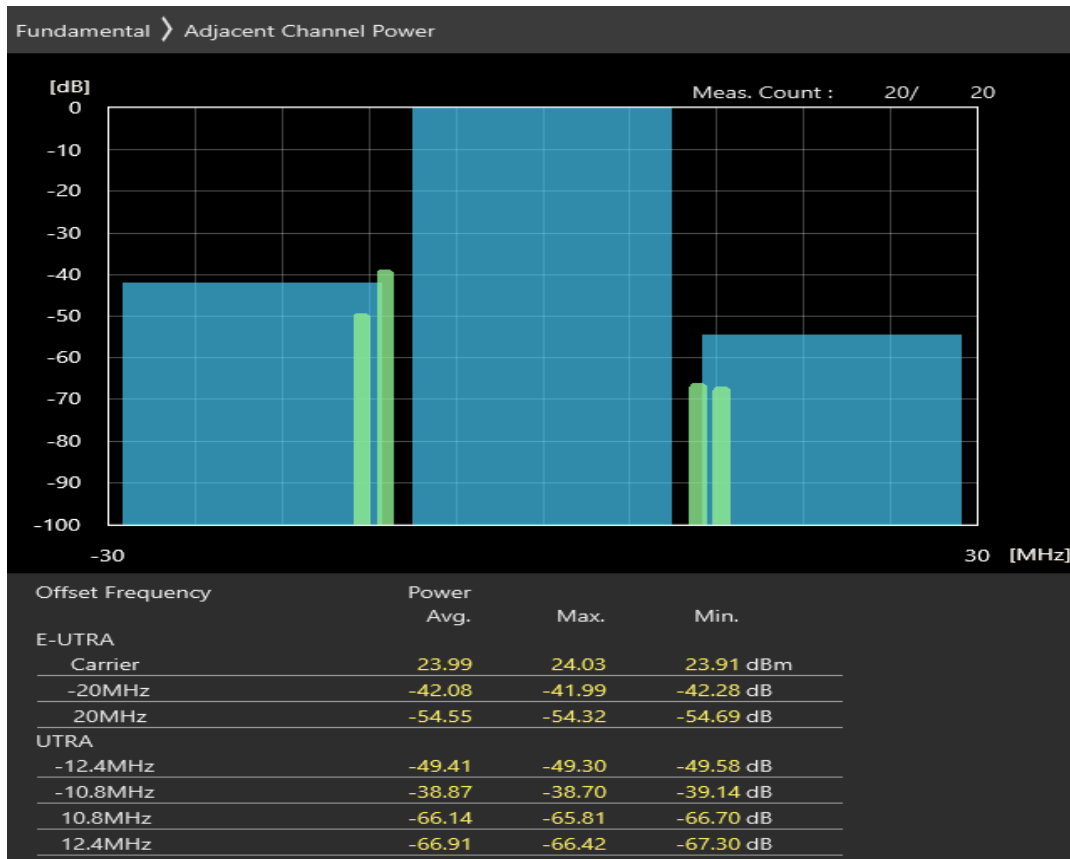 Fundamental ❯ Adjacent Channel Power
[dB]
Meas. Count : 20/ 20
0
-10
-20
-30
-40
-50
-60
-70
-80
-90
-100
-30 30 [MHz]
Offset Frequency Power
Avg. Max. Min.
E-UTRA
Carrier 23.99 24.03 23.91 dBm
-20MHz -42.08 -41.99 -42.28 dB
20MHz -54.55 -54.32 -54.69 dB
UTRA
-12.4MHz -49.41 -49.30 -49.58 dB
-10.8MHz -38.87 -38.70 -39.14 dB
10.8MHz -66.14 -65.81 -66.70 dB
12.4MHz -66.91 -66.42 -67.30 dB